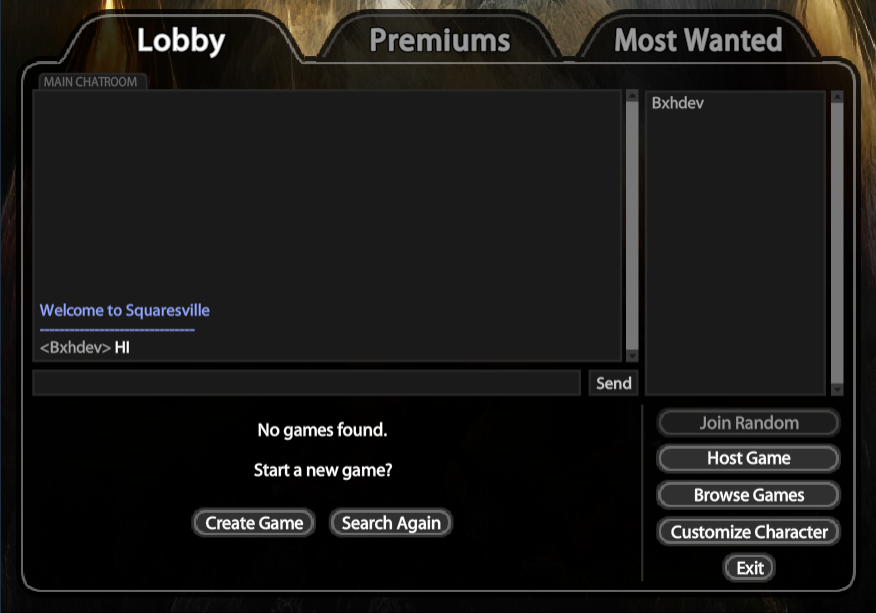 Lobby
Premiums
Most Wanted
MAIN CHATROOM
Bxhdev
Welcome to Squaresville
-------------------------------
<Bxhdev> HI
Send
No games found.
Start a new game?
Create Game
Search Again
Join Random
Host Game
Browse Games
Customize Character
Exit